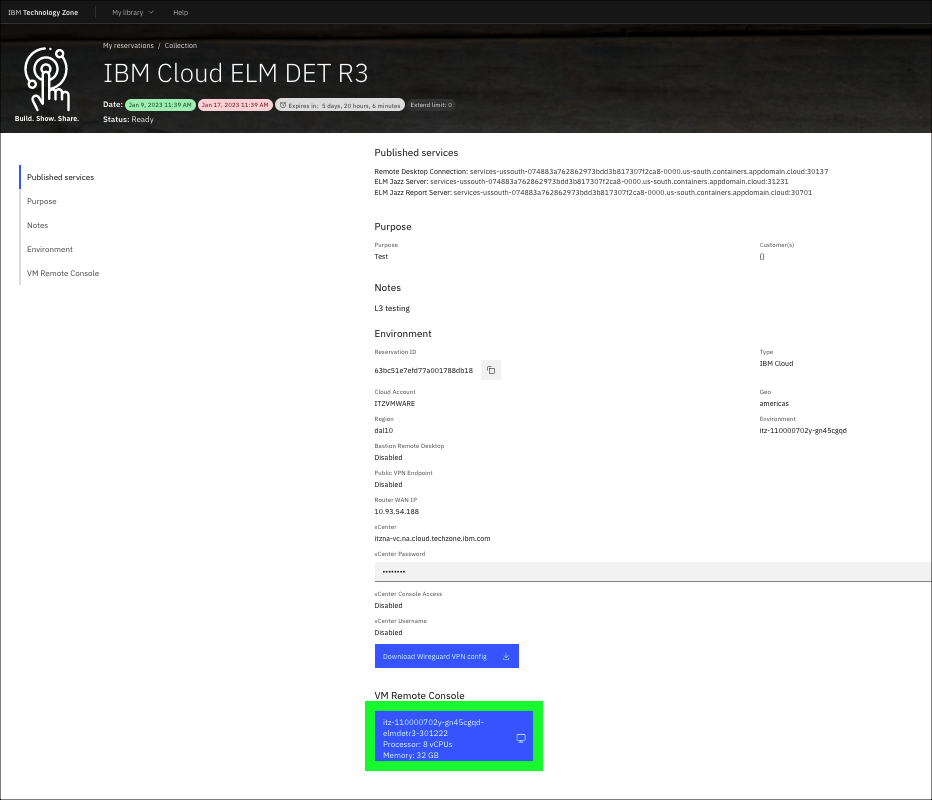 IBM Technology Zone
My library
Help
My reservations / Collection
IBM Cloud ELM DET R3
Date: Jan 9, 2023 11:39 AM Jan 17, 2023 11:39 AM Expires in: 5 days, 20 hours, 6 minutes Extend limit: 0
Build. Show. Share.
Status: Ready
Published services
Purpose
Notes
Environment
VM Remote Console
Published services
Remote Desktop Connection: services-ussouth-074883a762862973bdd3b817307f2ca8-0000.us-south.containers.appdomain.cloud:30137
ELM Jazz Server: services-ussouth-074883a762862973bdd3b817307f2ca8-0000.us-south.containers.appdomain.cloud:31231
ELM Jazz Report Server: services-ussouth-074883a762862973bdd3b817307f2ca8-0000.us-south.containers.appdomain.cloud:30701
Purpose
Purpose
Test
Customer(s)
{}
Notes
L3 testing
Environment
Reservation ID
63bc51e7efd77a001788db18
Type
IBM Cloud
Cloud Account
ITZVMWARE
Geo
americas
Region
dal10
Environment
itz-110000702y-gn45cgqd
Bastion Remote Desktop
Disabled
Public VPN Endpoint
Disabled
Router WAN IP
10.93.54.188
vCenter
itzna-vc.na.cloud.techzone.ibm.com
vCenter Password
••••••••
vCenter Console Access
Disabled
vCenter Username
Disabled
Download Wireguard VPN config
VM Remote Console
itz-110000702y-gn45cgqd-
elmdetr3-301222
Processor: 8 vCPUs
Memory: 32 GB